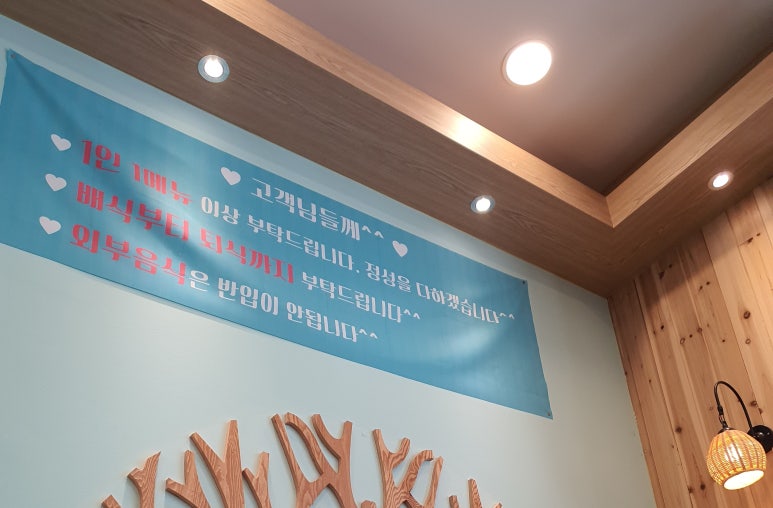 ♥ 고객님들께^^ ♥
♥ 1인 1메뉴 이상 부탁드립니다. 정성을 다하겠습니다^^
♥ 배식부터 퇴식까지 부탁드립니다^^
♥ 외부음식은 반입이 안됩니다^^